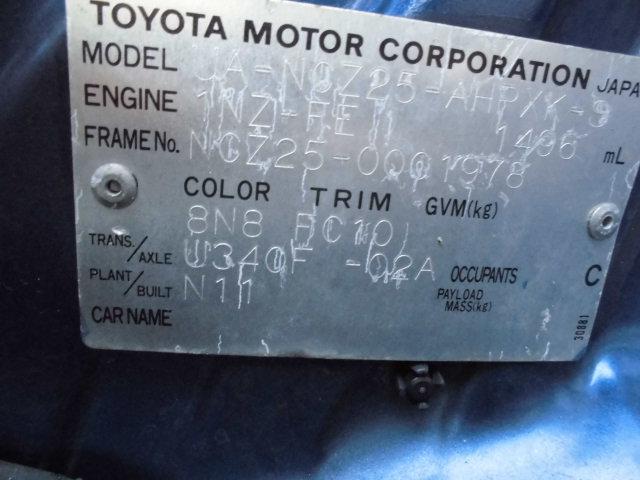 TOYOTA MOTOR CORPORATION JAPA
MODEL UA-NCZ25-AHPXK-9
ENGINE 1NZ-FE 1496 mL
FRAME No. NCZ25-0001978
COLOR TRIM GVM(kg)
8N8 FC10
TRANS./AXLE U340F -02A OCCUPANTS C
PLANT/BUILT N11 PAYLOAD MASS(kg)
CAR NAME
30881